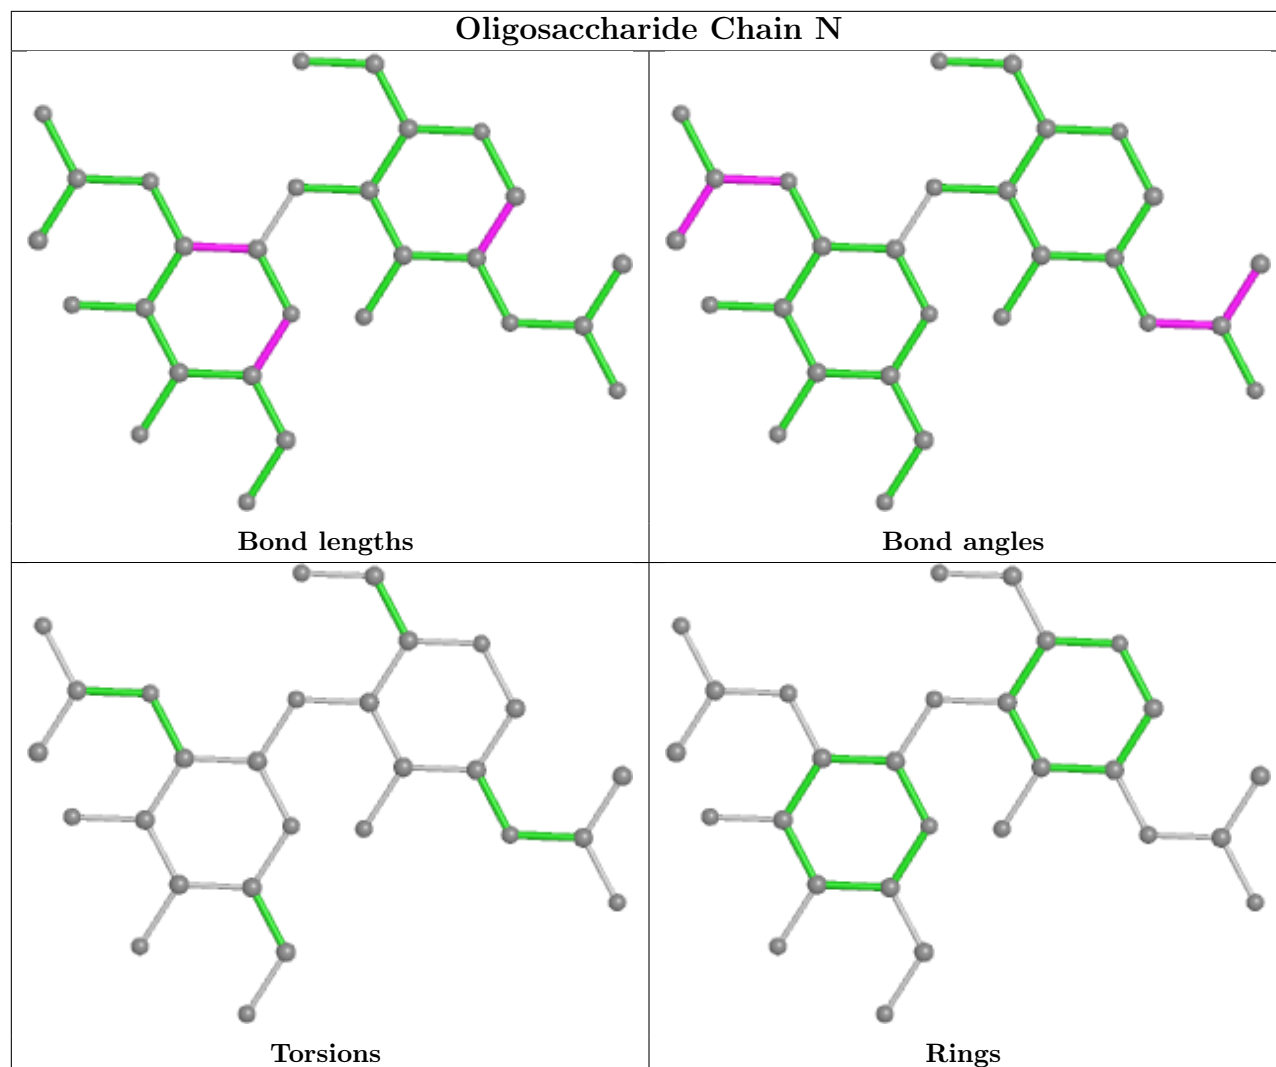 Oligosaccharide Chain N
Bond lengths
Bond angles
Torsions
Rings